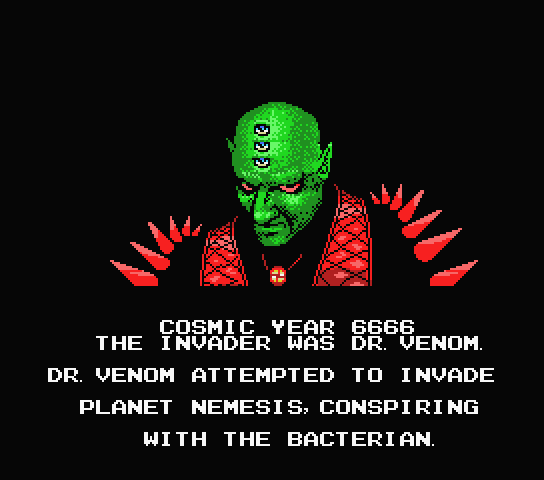 COSMIC YEAR 6666
THE INVADER WAS DR. VENOM.
DR. VENOM ATTEMPTED TO INVADE
PLANET NEMESIS, CONSPIRING
WITH THE BACTERIAN.